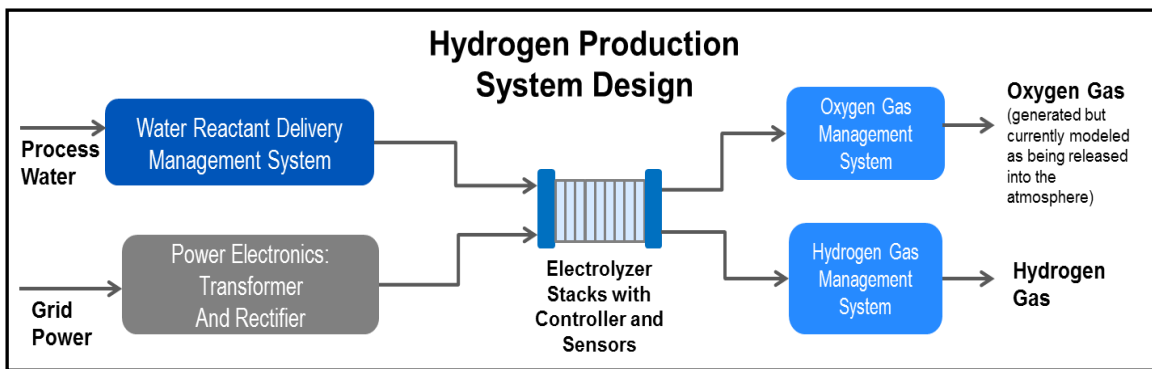 Hydrogen Production
System Design
Process
Water
Water Reactant Delivery
Management System
Grid
Power
Power Electronics:
Transformer
And Rectifier
Electrolyzer
Stacks with
Controller and
Sensors
Oxygen Gas
Management
System
Oxygen Gas
(generated but
currently modeled
as being released
into the
atmosphere)
Hydrogen Gas
Management
System
Hydrogen
Gas